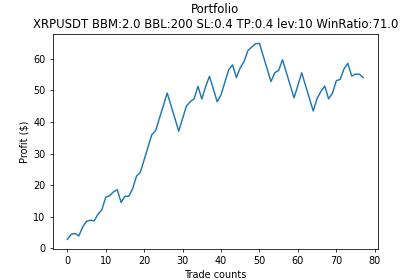 Portfolio
XRPUSDT BBM:2.0 BBL:200 SL:0.4 TP:0.4 lev:10 WinRatio:71.0
Profit ($)
60
50
40
30
20
10
0
0 10 20 30 40 50 60 70 80
Trade counts